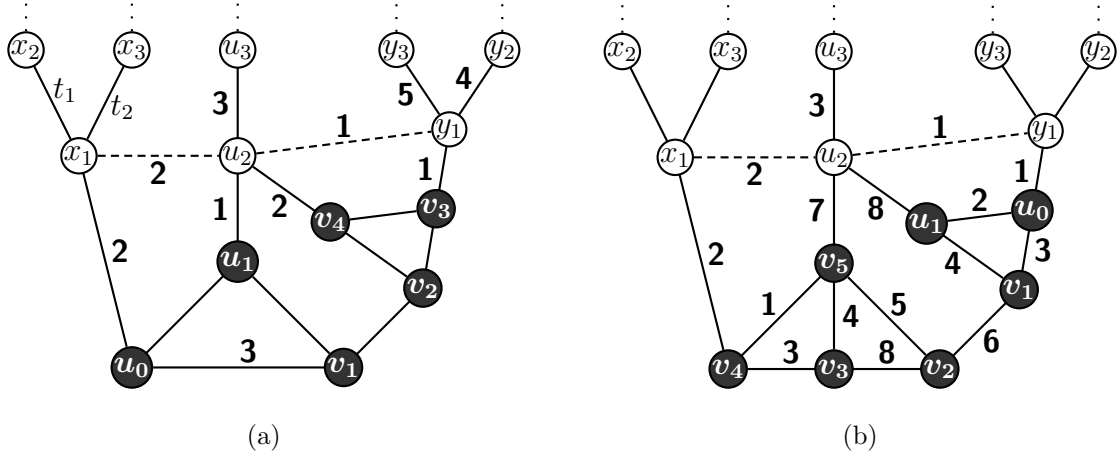 x₂ x₃ u₃ y₃ y₂ x₂ x₃ u₃ y₃ y₂
t₁ t₂ 3 5 4 3
1 1
x₁ 2 u₂ y₁ x₁ 2 u₂ y₁
1 2 1 7 8 1
v₄ v₃ u₁ 2 u₀
2 u₁ v₂ 2 v₅ 4 v₁ 3
1 4 5 6
u₀ 3 v₁ v₄ 3 v₃ 8 v₂
(a) (b)